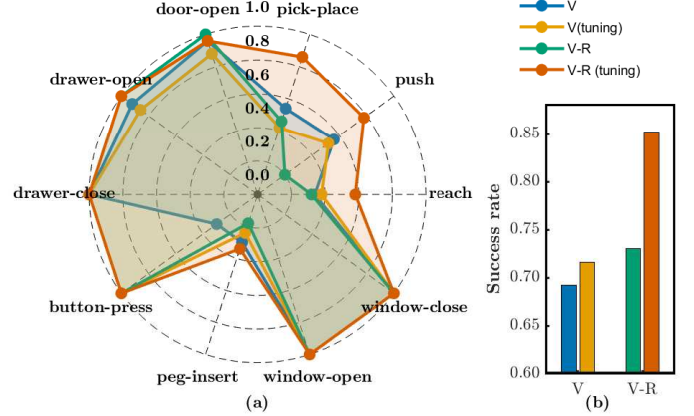 door-open
pick-place
push
reach
window-close
window-open
peg-insert
button-press
drawer-close
drawer-open
1.0
0.8
0.6
0.4
0.2
0.0
(a)
V
V(tuning)
V-R
V-R (tuning)
Success rate
0.85
0.80
0.75
0.70
0.65
0.60
V
V-R
(b)